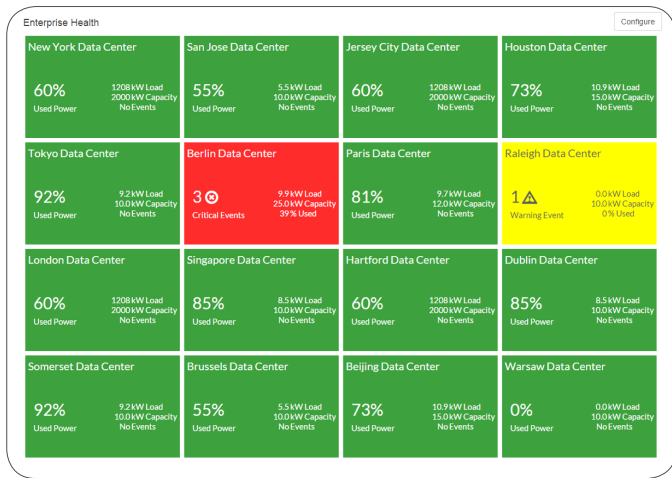 Enterprise Health
Configure
New York Data Center
60%
Used Power
1208 kW Load
2000 kW Capacity
No Events
San Jose Data Center
55%
Used Power
5.5 kW Load
10.0 kW Capacity
No Events
Jersey City Data Center
60%
Used Power
1208 kW Load
2000 kW Capacity
No Events
Houston Data Center
73%
Used Power
10.9 kW Load
15.0 kW Capacity
No Events
Tokyo Data Center
92%
Used Power
9.2 kW Load
10.0 kW Capacity
No Events
Berlin Data Center
3
Critical Events
9.9 kW Load
25.0 kW Capacity
39 % Used
Paris Data Center
81%
Used Power
9.7 kW Load
12.0 kW Capacity
No Events
Raleigh Data Center
1
Warning Event
0.0 kW Load
10.0 kW Capacity
0 % Used
London Data Center
60%
Used Power
1208 kW Load
2000 kW Capacity
No Events
Singapore Data Center
85%
Used Power
8.5 kW Load
10.0 kW Capacity
No Events
Hartford Data Center
60%
Used Power
1208 kW Load
2000 kW Capacity
No Events
Dublin Data Center
85%
Used Power
8.5 kW Load
10.0 kW Capacity
No Events
Somerset Data Center
92%
Used Power
9.2 kW Load
10.0 kW Capacity
No Events
Brussels Data Center
55%
Used Power
5.5 kW Load
10.0 kW Capacity
No Events
Beijing Data Center
73%
Used Power
10.9 kW Load
15.0 kW Capacity
No Events
Warsaw Data Center
0%
Used Power
0.0 kW Load
10.0 kW Capacity
No Events